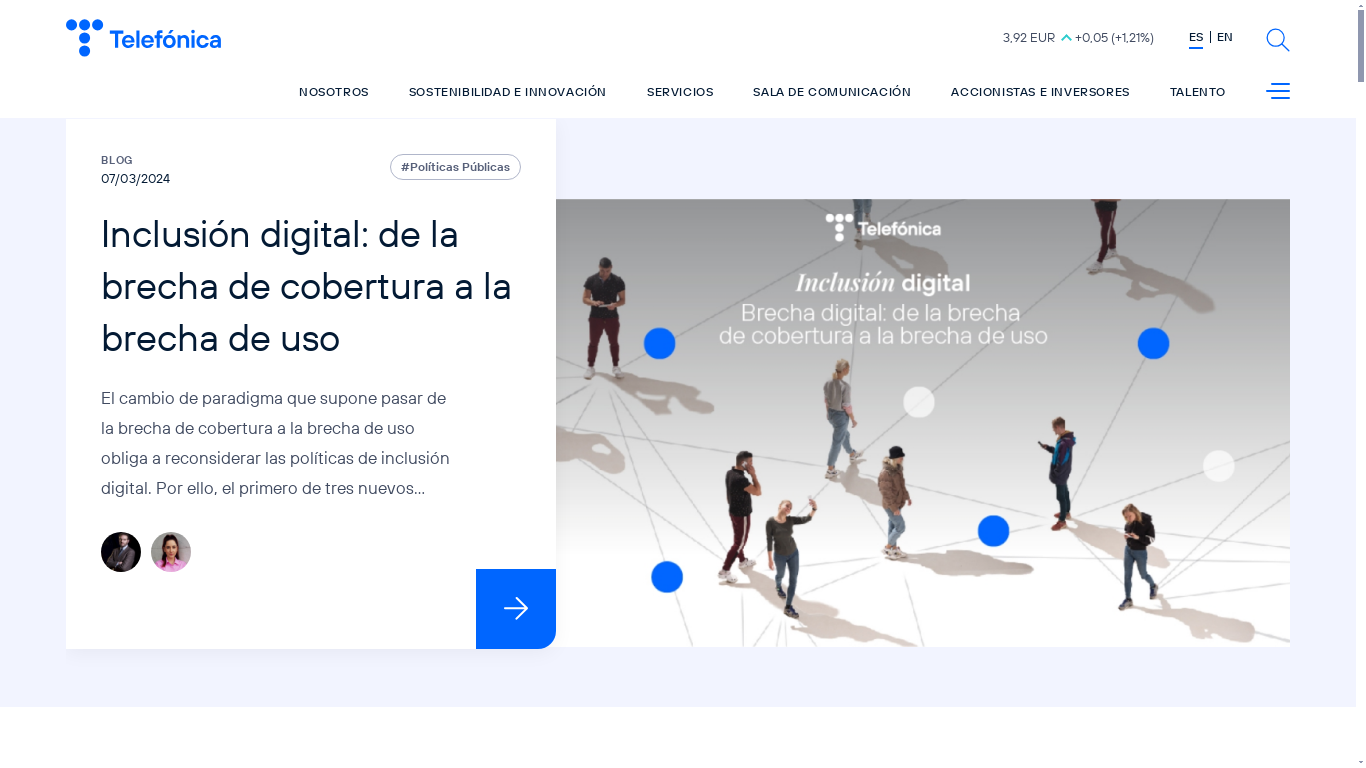 Telefónica
3,92 EUR +0,05 (+1,21%)
ES | EN
NOSOTROS SOSTENIBILIDAD E INNOVACIÓN SERVICIOS SALA DE COMUNICACIÓN ACCIONISTAS E INVERSORES TALENTO
BLOG
07/03/2024
#Políticas Públicas
Inclusión digital: de la
brecha de cobertura a la
brecha de uso
El cambio de paradigma que supone pasar de
la brecha de cobertura a la brecha de uso
obliga a reconsiderar las políticas de inclusión
digital. Por ello, el primero de tres nuevos...
Telefónica
Inclusión digital
Brecha digital: de la brecha
de cobertura a la brecha de uso